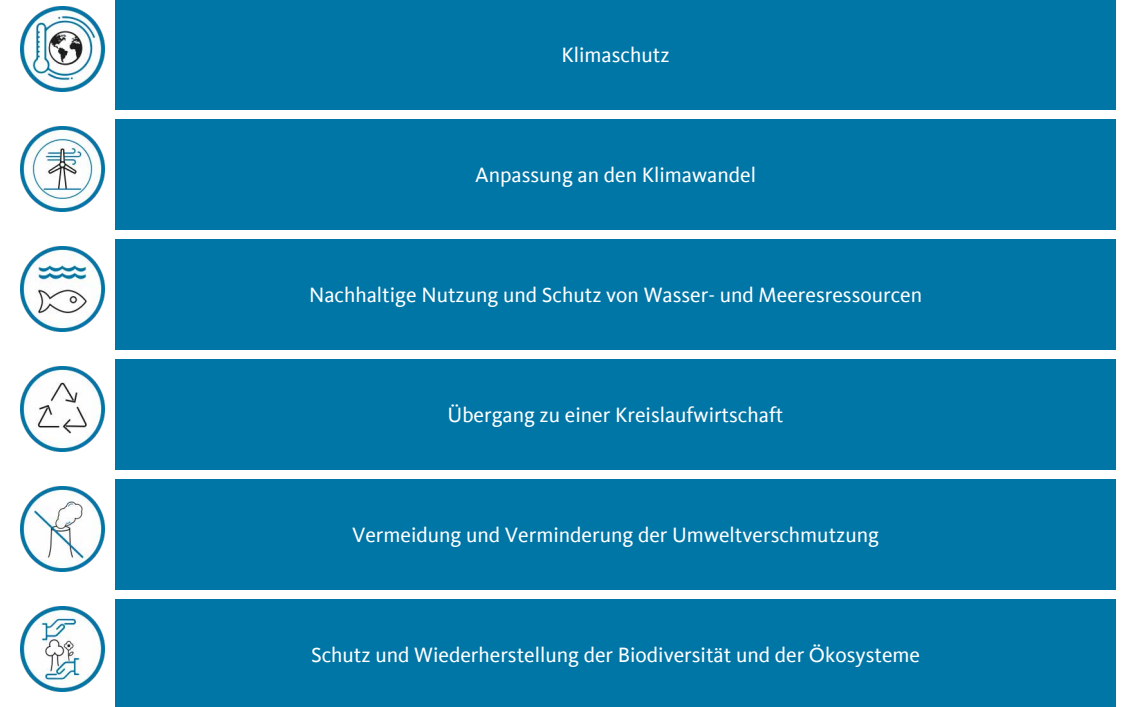 Klimaschutz
Anpassung an den Klimawandel
Nachhaltige Nutzung und Schutz von Wasser- und Meeresressourcen
Übergang zu einer Kreislaufwirtschaft
Vermeidung und Verminderung der Umweltverschmutzung
Schutz und Wiederherstellung der Biodiversität und der Ökosysteme